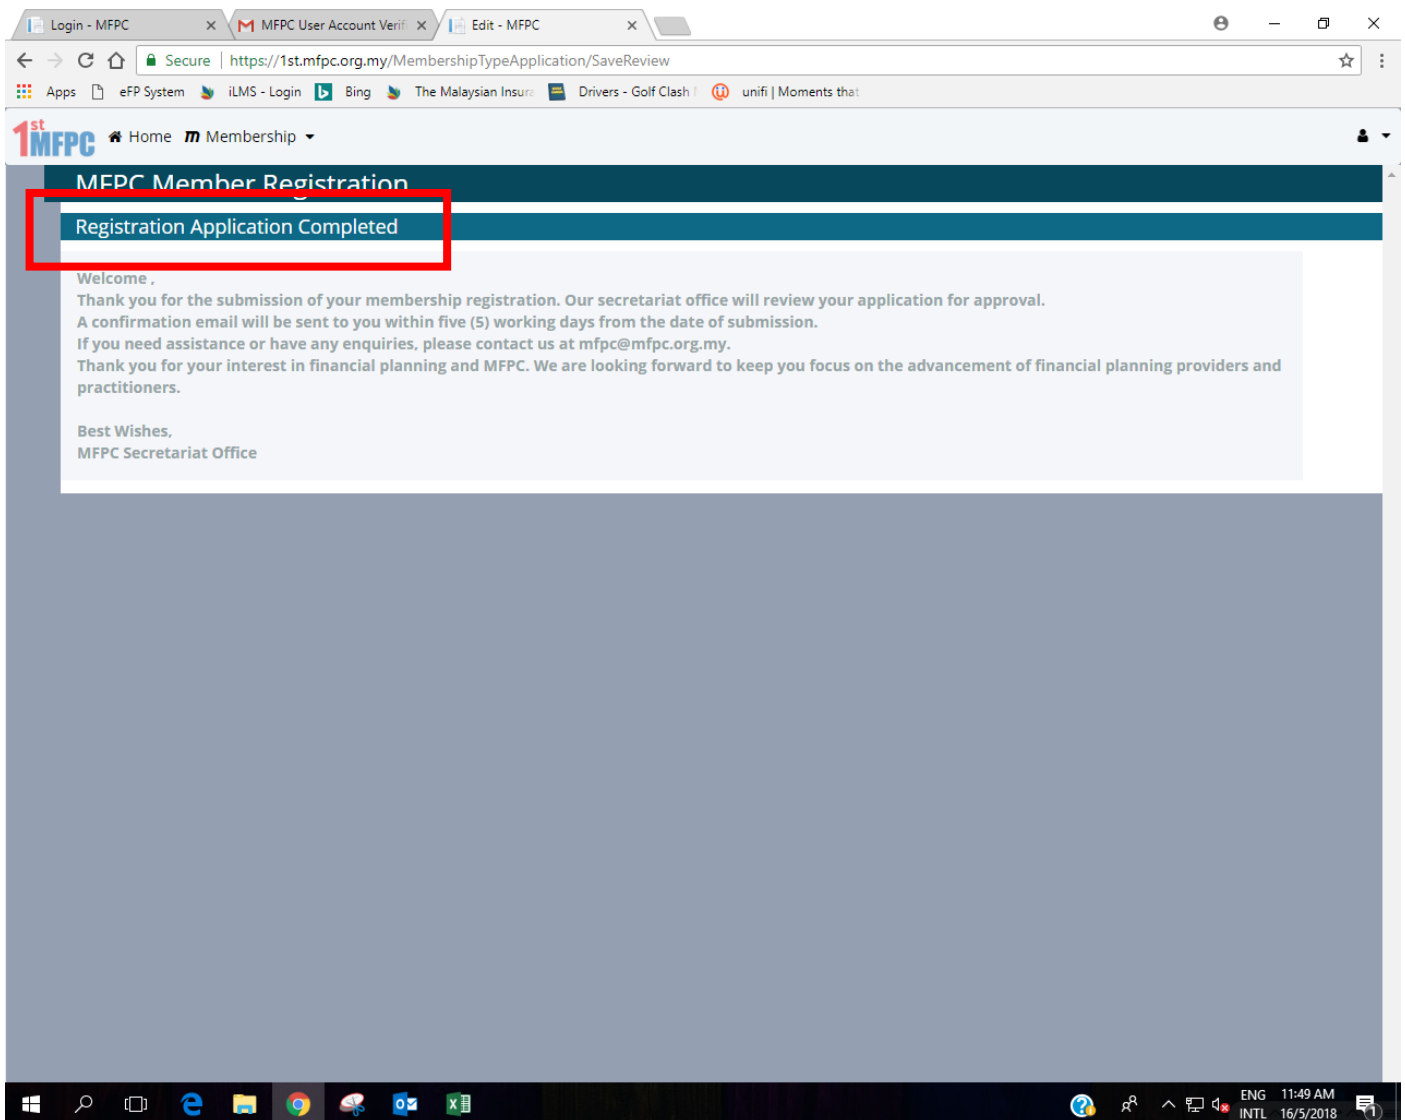 Login - MFPC
MFPC User Account Verif
Edit - MFPC
Secure
https://1st.mfpc.org.my/MembershipTypeApplication/SaveReview
Apps
eFP System
iLMS - Login
Bing
The Malaysian Insura
Drivers - Golf Clash
unifi | Moments that
1st MFPC
Home
m Membership
MFPC Member Registration
Registration Application Completed
Welcome ,
Thank you for the submission of your membership registration. Our secretariat office will review your application for approval.
A confirmation email will be sent to you within five (5) working days from the date of submission.
If you need assistance or have any enquiries, please contact us at mfpc@mfpc.org.my.
Thank you for your interest in financial planning and MFPC. We are looking forward to keep you focus on the advancement of financial planning providers and
practitioners.
Best Wishes,
MFPC Secretariat Office
ENG 11:49 AM
INTL 16/5/2018